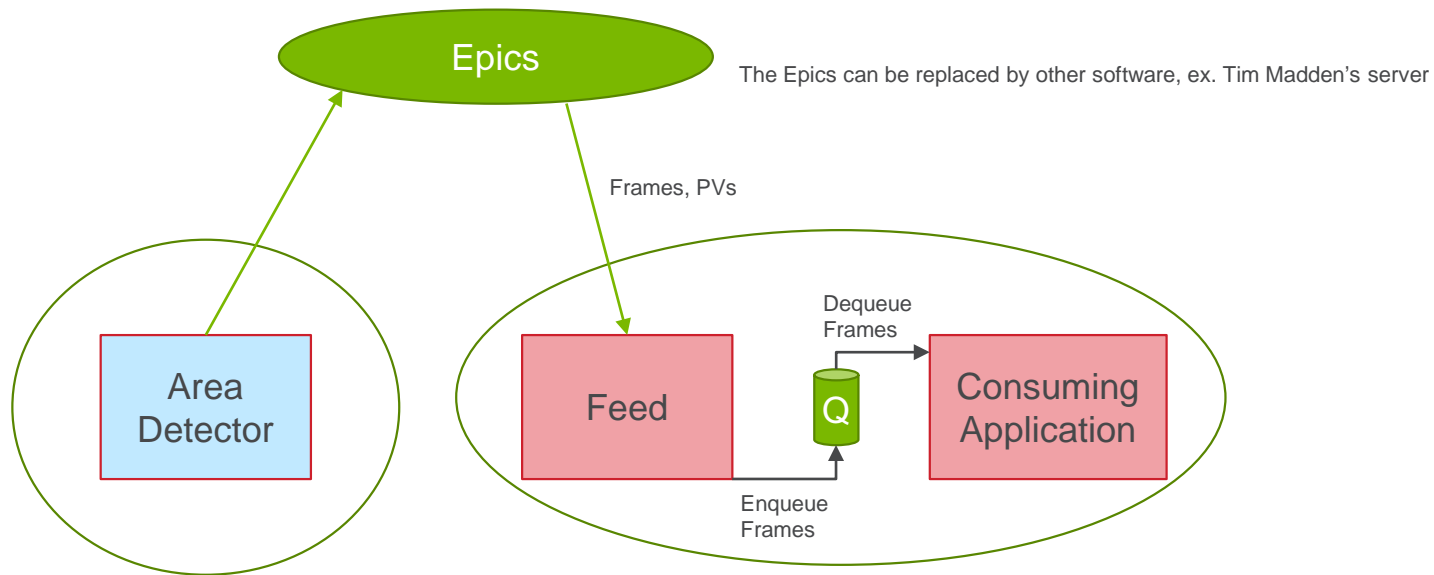 Epics
The Epics can be replaced by other software, ex. Tim Madden's server
Frames, PVs
Area
Detector
Feed
Dequeue
Frames
Q
Enqueue
Frames
Consuming
Application